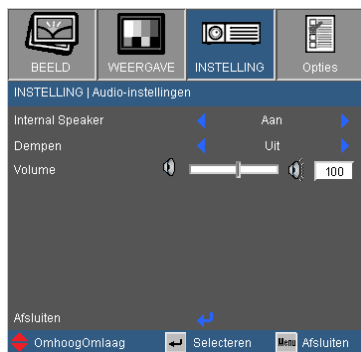 BEELD WEERGAVE INSTELLING Opties
INSTELLING | Audio-instellingen
Internal Speaker Aan
Dempen Uit
Volume 100
Afsluiten
OmhoogOmlaag Selecteren Menu Afsluiten